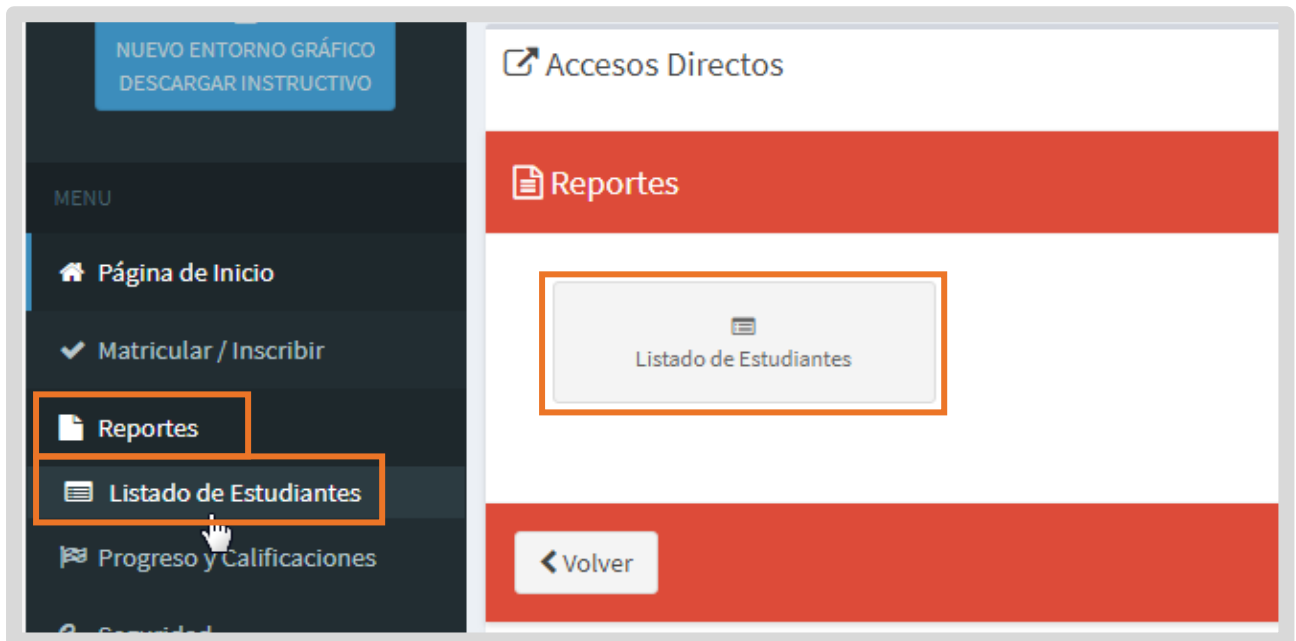 NUEVO ENTORNO GRÁFICO
DESCARGAR INSTRUCTIVO
MENU
Página de Inicio
Matricular / Inscribir
Reportes
Listado de Estudiantes
Progreso y Calificaciones
Accesos Directos
Reportes
Listado de Estudiantes
Volver